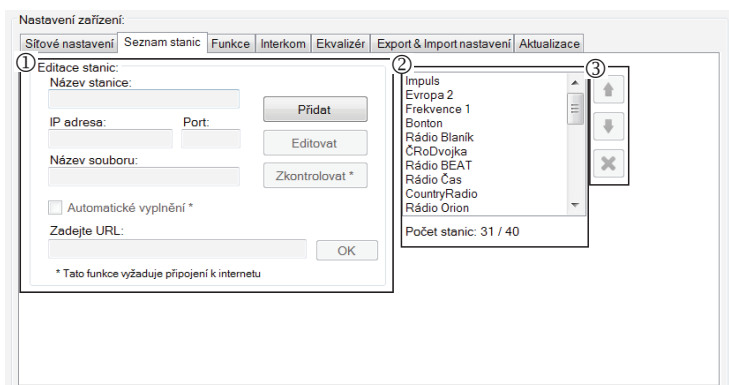 Nastavení zařízení:
Síťové nastavení Seznam stanic Funkce Interkom Ekvalizér Export & Import nastavení Aktualizace
① ② ③
Editace stanic:
Název stanice:
Přidat
IP adresa: Port:
Editovat
Název souboru:
Zkontrolovat *
Automatické vyplnění *
Zadejte URL:
OK
* Tato funkce vyžaduje připojení k internetu
Impuls
Evropa 2
Frekvence 1
Bonton
Rádio Blaník
ČRoDvojka
Rádio BEAT
Rádio Čas
CountryRadio
Rádio Orion
Počet stanic: 31 / 40